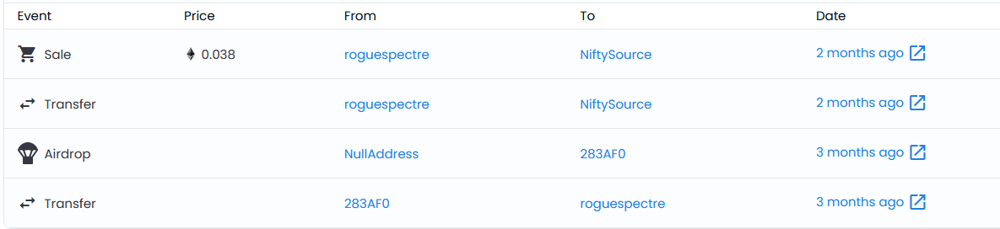 Event Price From To Date
Sale 0.038 roguespectre NiftySource 2 months ago
Transfer roguespectre NiftySource 2 months ago
Airdrop NullAddress 283AF0 3 months ago
Transfer 283AF0 roguespectre 3 months ago